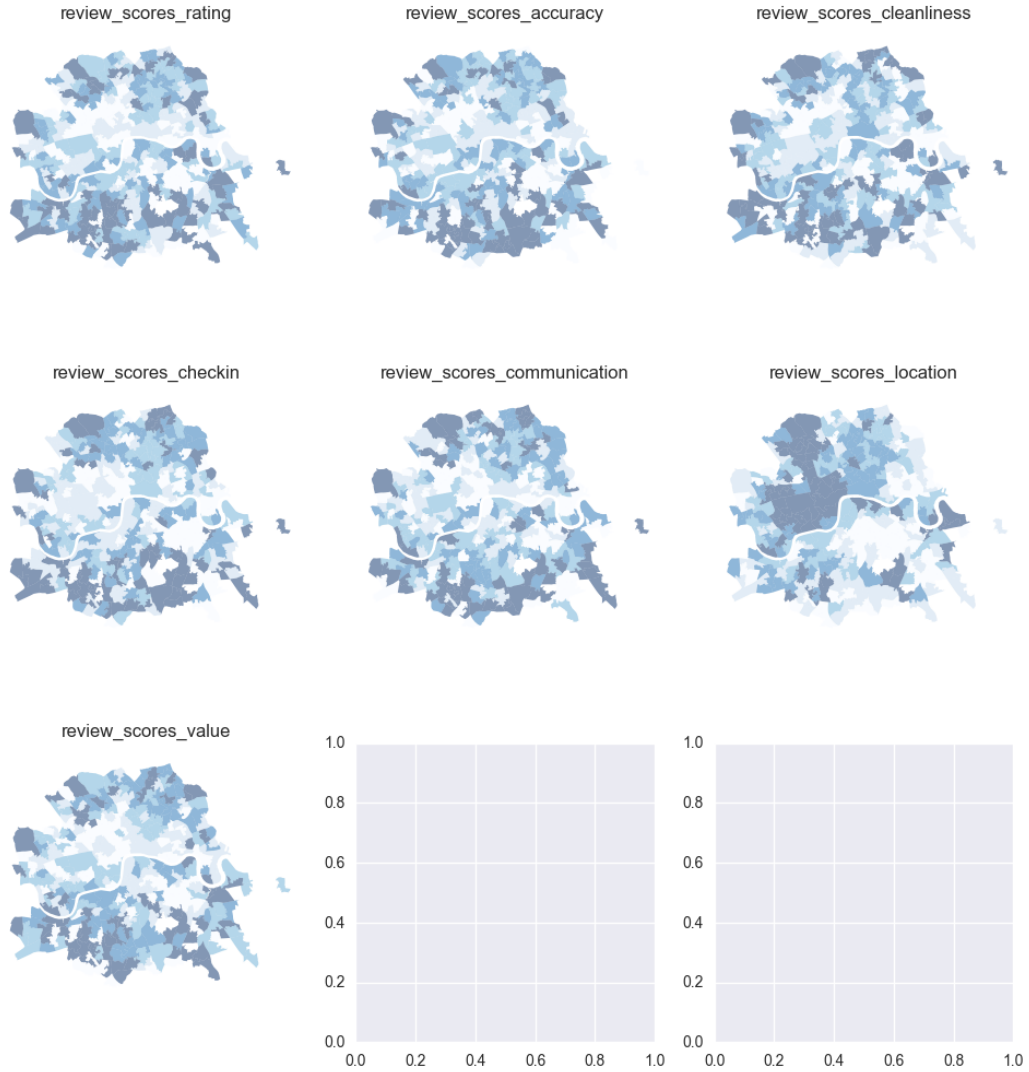 review_scores_rating
review_scores_accuracy
review_scores_cleanliness
review_scores_checkin
review_scores_communication
review_scores_location
review_scores_value
1.0
0.8
0.6
0.4
0.2
0.0
0.0 0.2 0.4 0.6 0.8 1.0
1.0
0.8
0.6
0.4
0.2
0.0
0.0 0.2 0.4 0.6 0.8 1.0